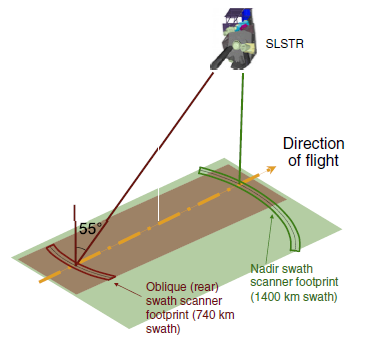 SLSTR
Direction
of flight
55°
Nadir swath
scanner footprint
(1400 km swath)
Oblique (rear)
swath scanner
footprint (740 km
swath)